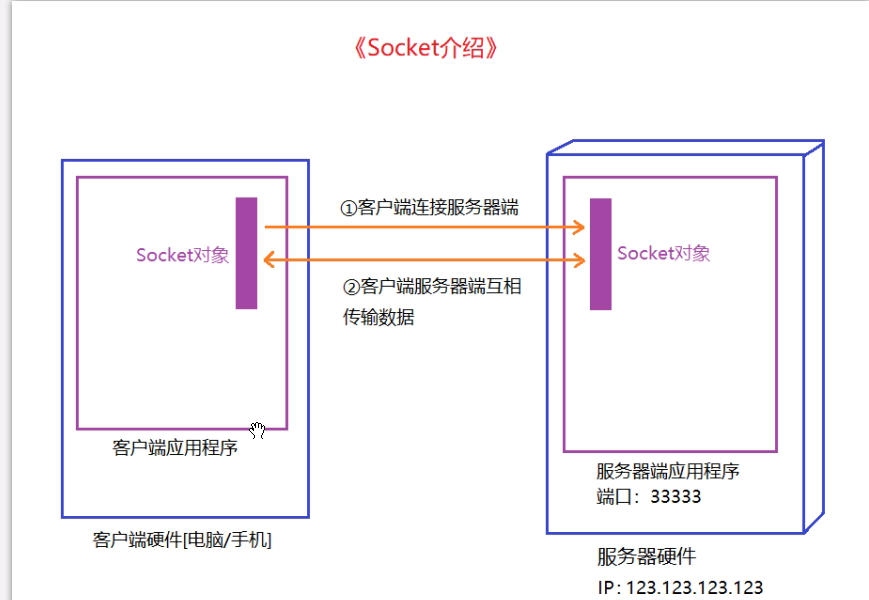 《Socket介绍》
①客户端连接服务器端
Socket对象
Socket对象
②客户端服务器端互相
传输数据
客户端应用程序
服务器端应用程序
端口：33333
客户端硬件[电脑/手机]
服务器硬件
IP: 123.123.123.123